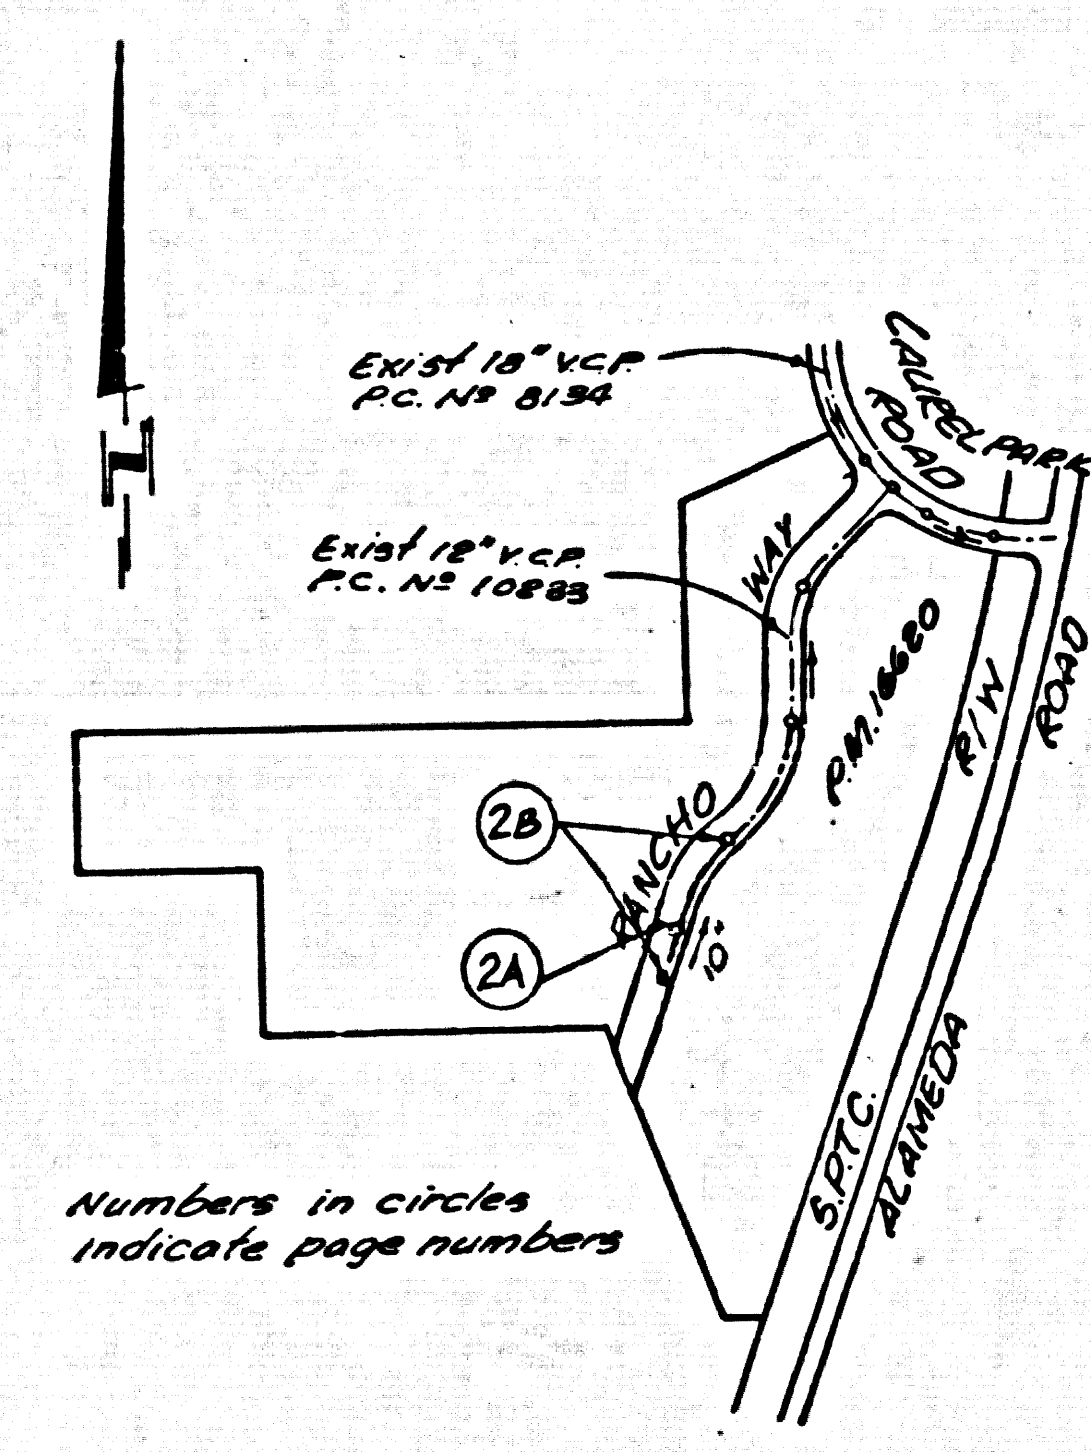 N
Exist 18" V.C.P.
P.C. Nº 8134
LAUREL PARK
ROAD
Exist 12" V.C.P.
P.C. Nº 10283
WAY
P.M. 16620
R/W
ROAD
2B
RANCHO
2A
10"
S.P.T.C.
ALAMEDA
Numbers in circles
indicate page numbers